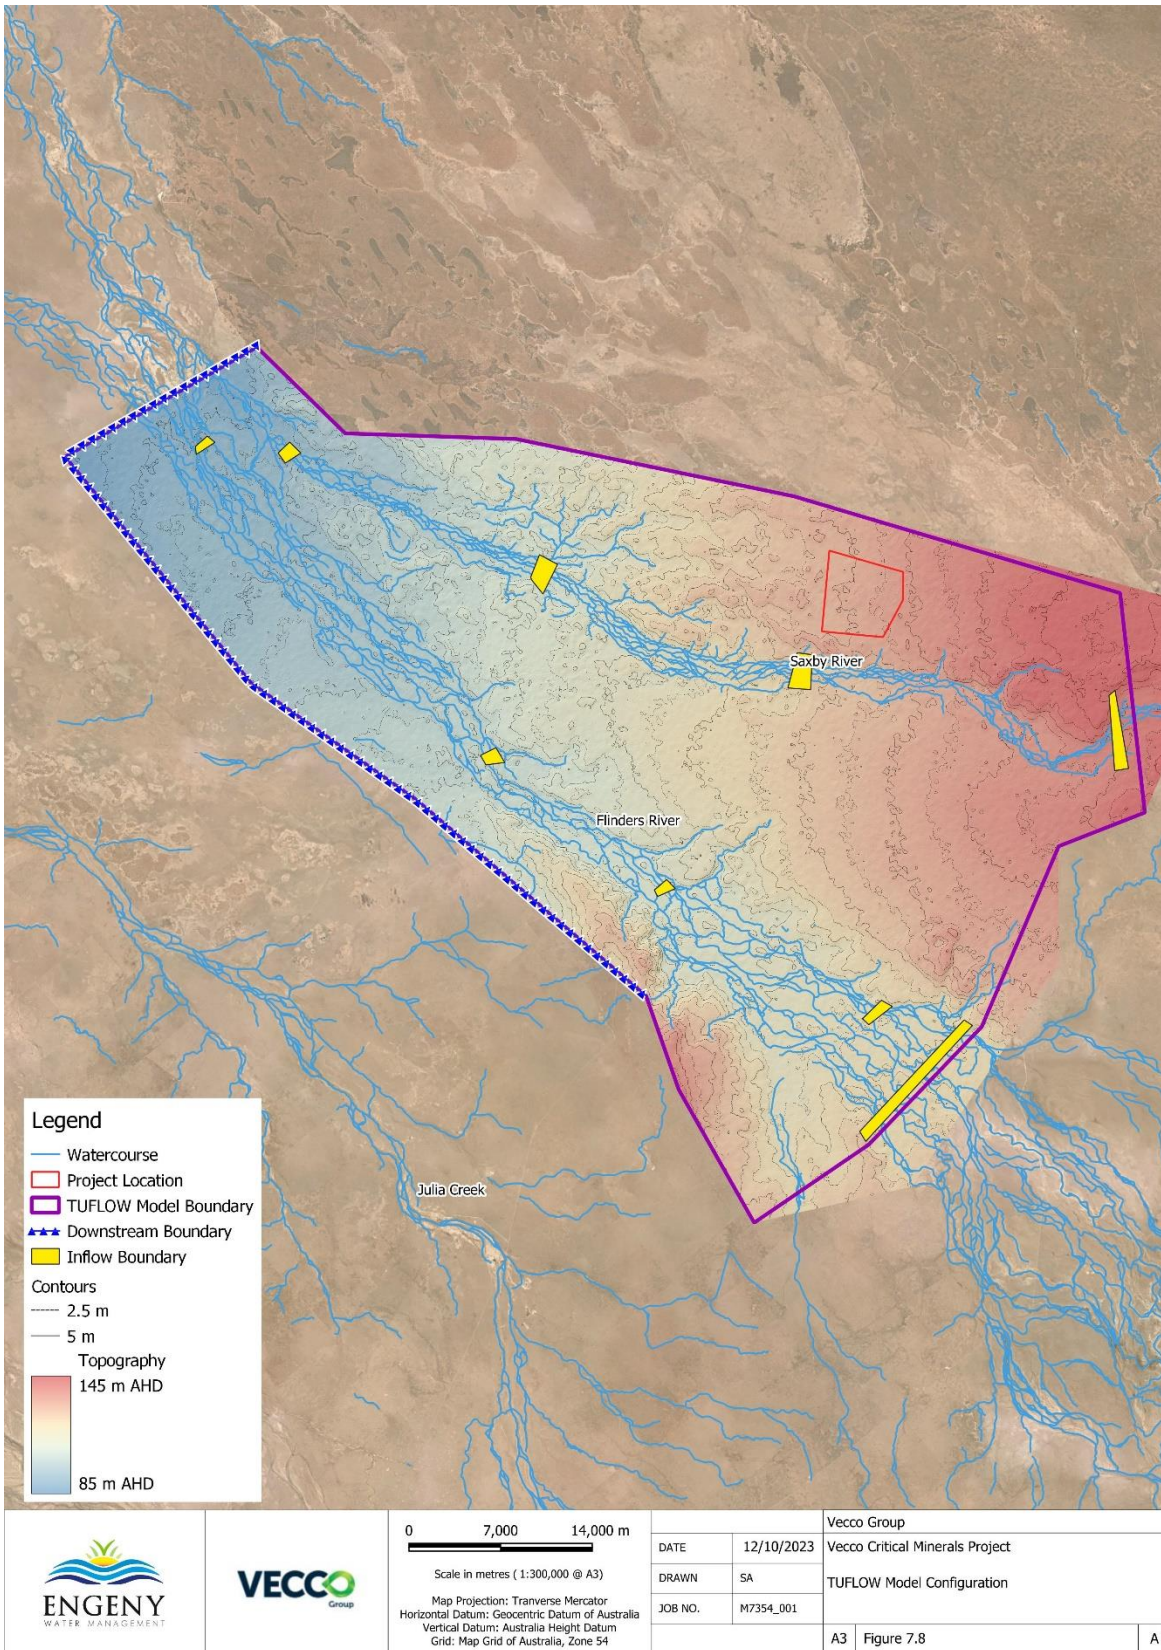 Saxby River
Flinders River
Julia Creek
Legend
Watercourse
Project Location
TUFLOW Model Boundary
Downstream Boundary
Inflow Boundary
Contours
2.5 m
5 m
Topography
145 m AHD
85 m AHD
ENGENY
WATER MANAGEMENT
VECCO
Group
0 7,000 14,000 m
Scale in metres ( 1:300,000 @ A3)
Map Projection: Tranverse Mercator
Horizontal Datum: Geocentric Datum of Australia
Vertical Datum: Australia Height Datum
Grid: Map Grid of Australia, Zone 54
DATE 12/10/2023
DRAWN SA
JOB NO. M7354_001
Vecco Group
Vecco Critical Minerals Project
TUFLOW Model Configuration
A3 Figure 7.8 A